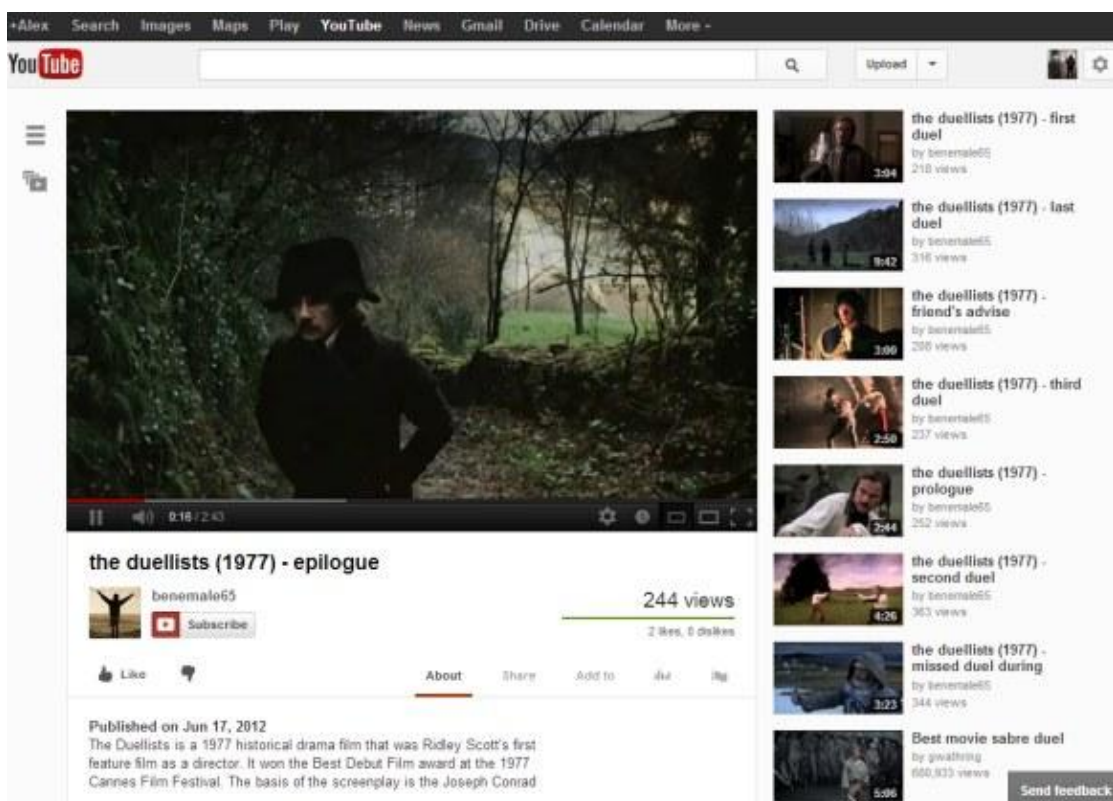 +Alex Search Images Maps Play YouTube News Gmail Drive Calendar More
YouTube
Upload
0:16 / 2:43
the duellists (1977) - epilogue
benemale65
Subscribe
244 views
2 likes, 0 dislikes
Like
About Share Add to
Published on Jun 17, 2012
The Duellists is a 1977 historical drama film that was Ridley Scott's first
feature film as a director. It won the Best Debut Film award at the 1977
Cannes Film Festival. The basis of the screenplay is the Joseph Conrad
3:04
the duellists (1977) - first
duel
by benemale65
218 views
9:42
the duellists (1977) - last
duel
by benemale65
316 views
3:00
the duellists (1977) -
friend's advise
by benemale65
208 views
2:50
the duellists (1977) - third
duel
by benemale65
237 views
2:44
the duellists (1977) -
prologue
by benemale65
252 views
4:26
the duellists (1977) -
second duel
by benemale65
363 views
3:23
the duellists (1977) -
missed duel during
by benemale65
344 views
5:06
Best movie sabre duel
by gwathring
660,933 views
Send feedback